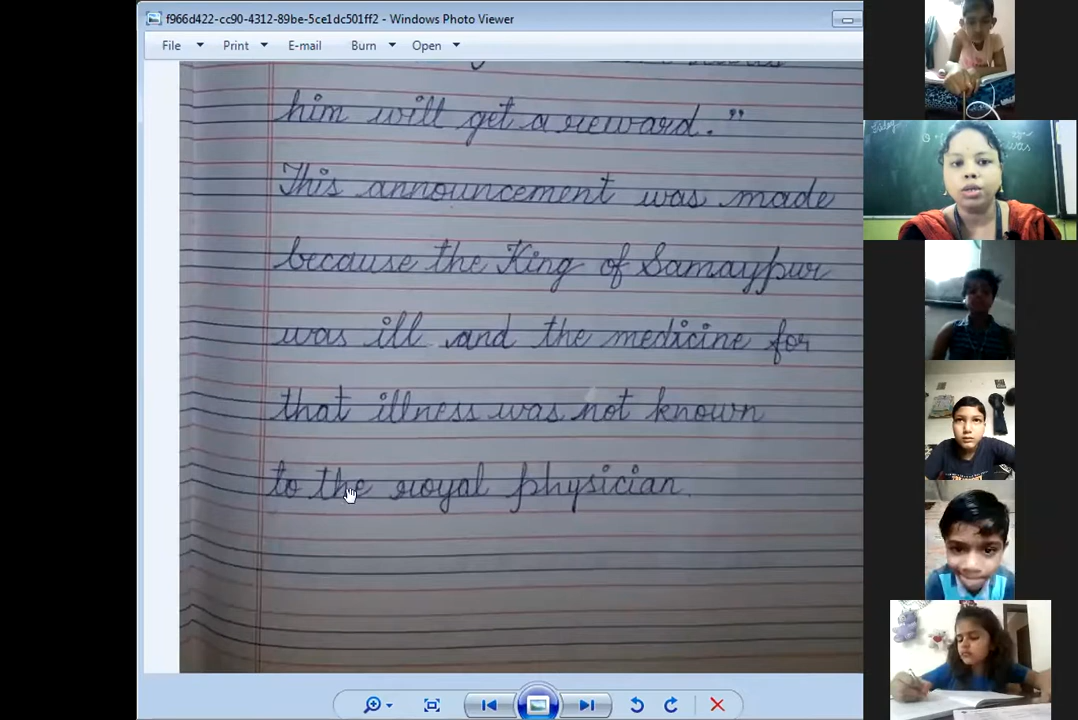 f966d422-cc90-4312-89be-5ce1dc501ff2 - Windows Photo Viewer
File Print E-mail Burn Open
him will get a reward."
This announcement was made
because the King of Samaypur
was ill and the medicine for
that illness was not known
to the royal physician.
was